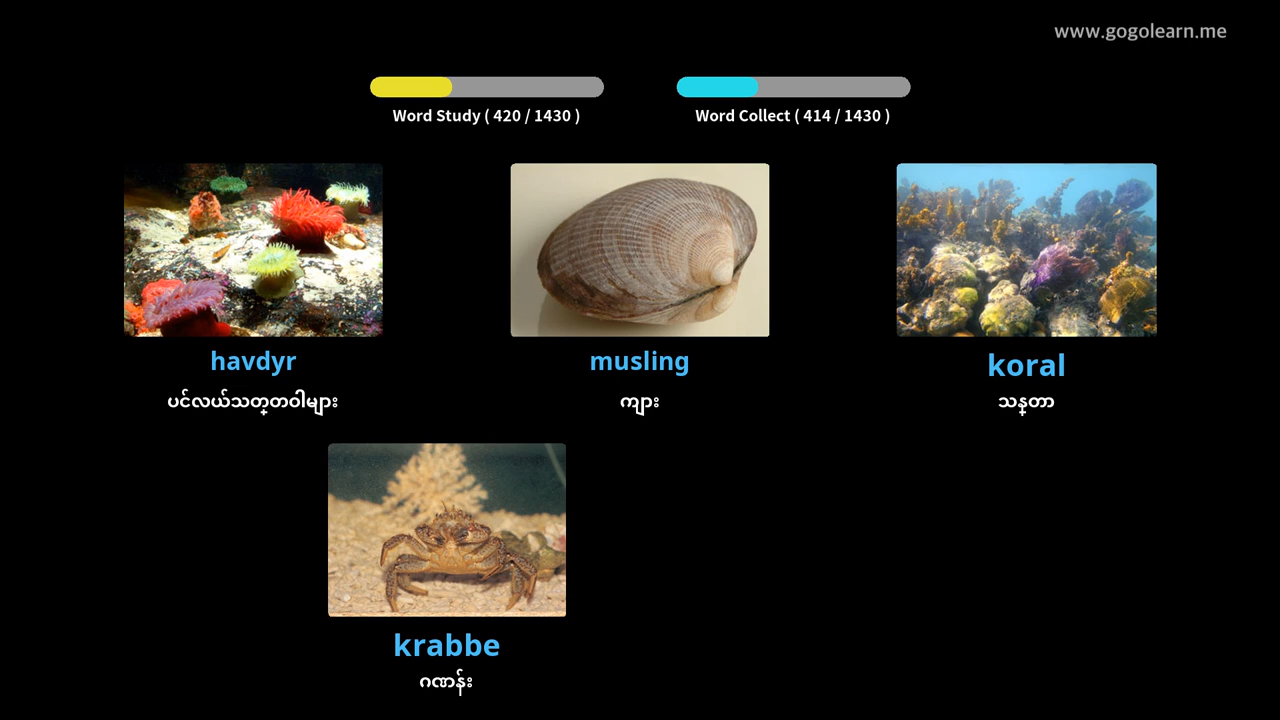 www.gogolearn.me
Word Study ( 420 / 1430 )
Word Collect ( 414 / 1430 )
havdyr
ပင်လယ်သတ္တဝါများ
musling
ကျား
koral
သန္တာ
krabbe
ဂဏန်း